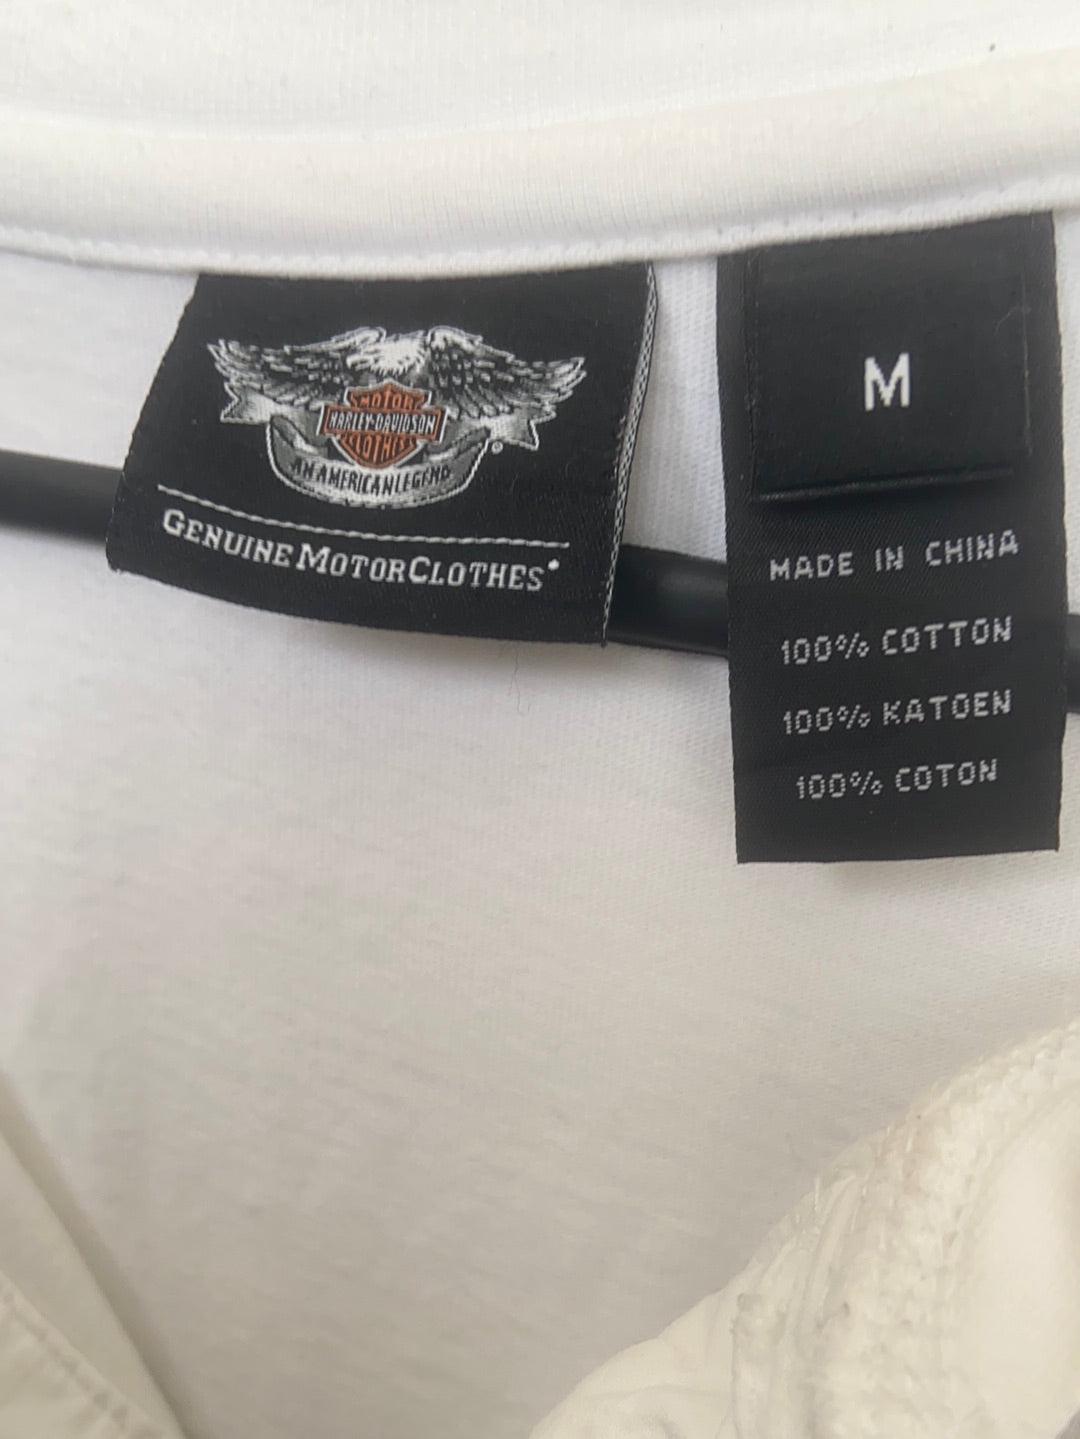 MOTOR
HARLEY-DAVIDSON
CLOTHES
AN AMERICAN LEGEND
®
GENUINE MOTORCLOTHES®
M
MADE IN CHINA
100% COTTON
100% KATOEN
100% COTON